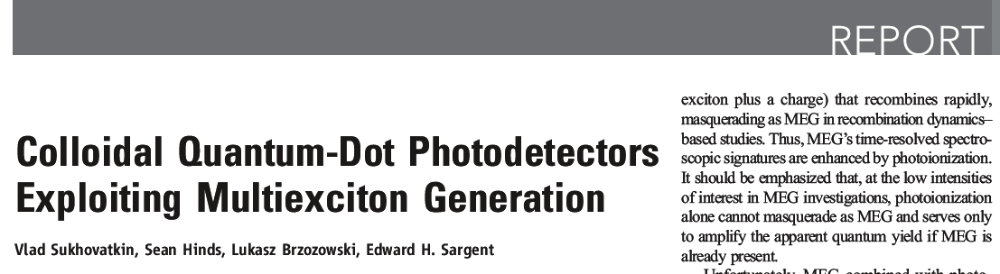 REPORT
Colloidal Quantum-Dot Photodetectors
Exploiting Multiexciton Generation
Vlad Sukhovatkin, Sean Hinds, Lukasz Brzozowski, Edward H. Sargent
exciton plus a charge) that recombines rapidly,
masquerading as MEG in recombination dynamics–
based studies. Thus, MEG's time-resolved spectro-
scopic signatures are enhanced by photoionization.
It should be emphasized that, at the low intensities
of interest in MEG investigations, photoionization
alone cannot masquerade as MEG and serves only
to amplify the apparent quantum yield if MEG is
already present.
Unfortunately, MEG combined with photo-